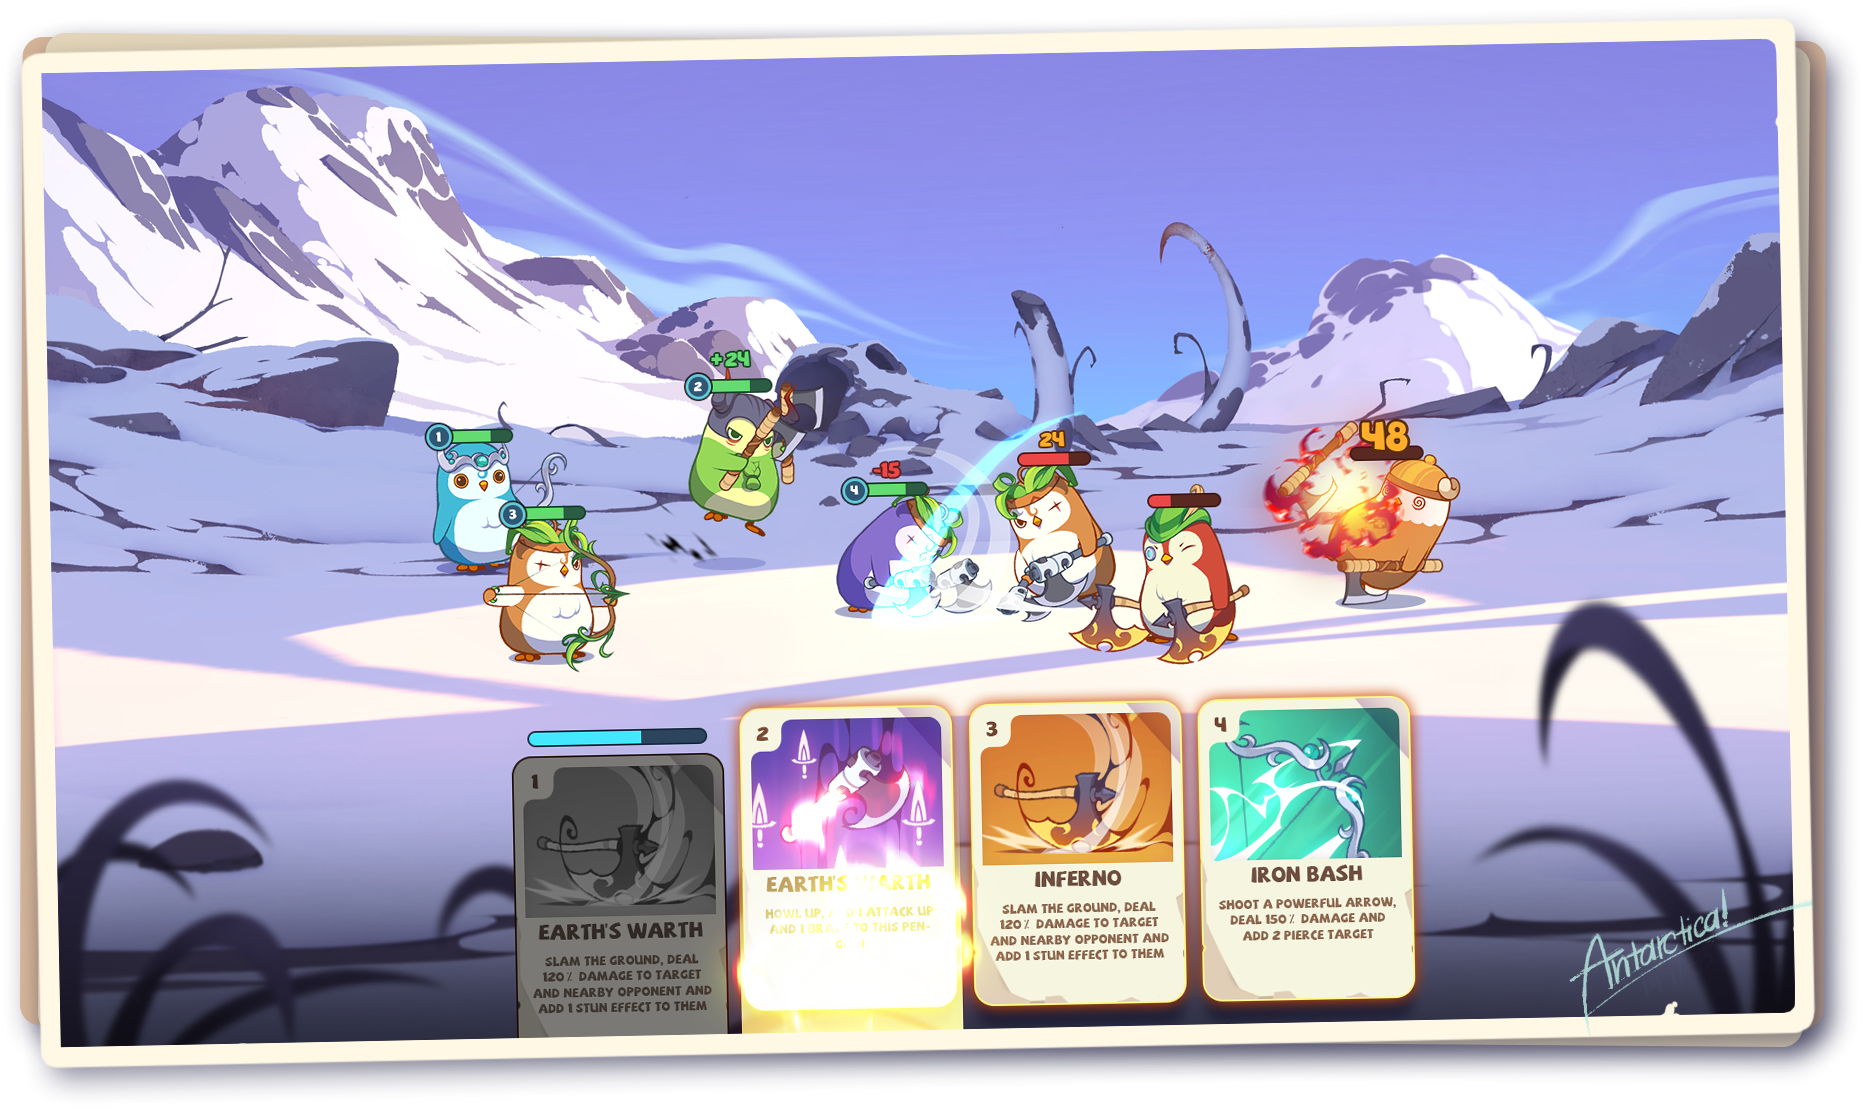 +24
2
1
48
24
-15
4
3
1
EARTH'S WARTH
SLAM THE GROUND, DEAL
120% DAMAGE TO TARGET
AND NEARBY OPPONENT AND
ADD 1 STUN EFFECT TO THEM
2
EARTH'S WARTH
HOWL UP, ATTACK UP
AND 1 TO THIS PEN-
3
INFERNO
SLAM THE GROUND, DEAL
120% DAMAGE TO TARGET
AND NEARBY OPPONENT AND
ADD 1 STUN EFFECT TO THEM
4
IRON BASH
SHOOT A POWERFUL ARROW,
DEAL 150% DAMAGE AND
ADD 2 PIERCE TARGET
Antarctica!